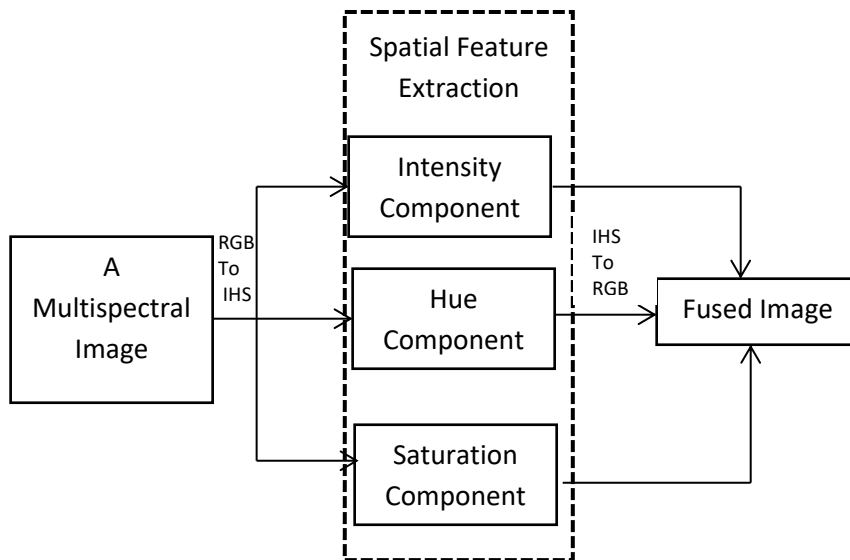 Spatial Feature
Extraction
Intensity
Component
A
Multispectral
Image
RGB
To
IHS
Hue
Component
IHS
To
RGB
Fused Image
Saturation
Component